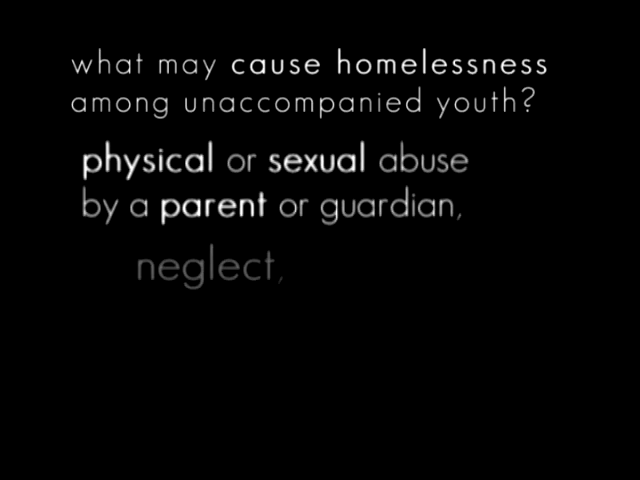 what may cause homelessness
among unaccompanied youth?
physical or sexual abuse
by a parent or guardian,
neglect,